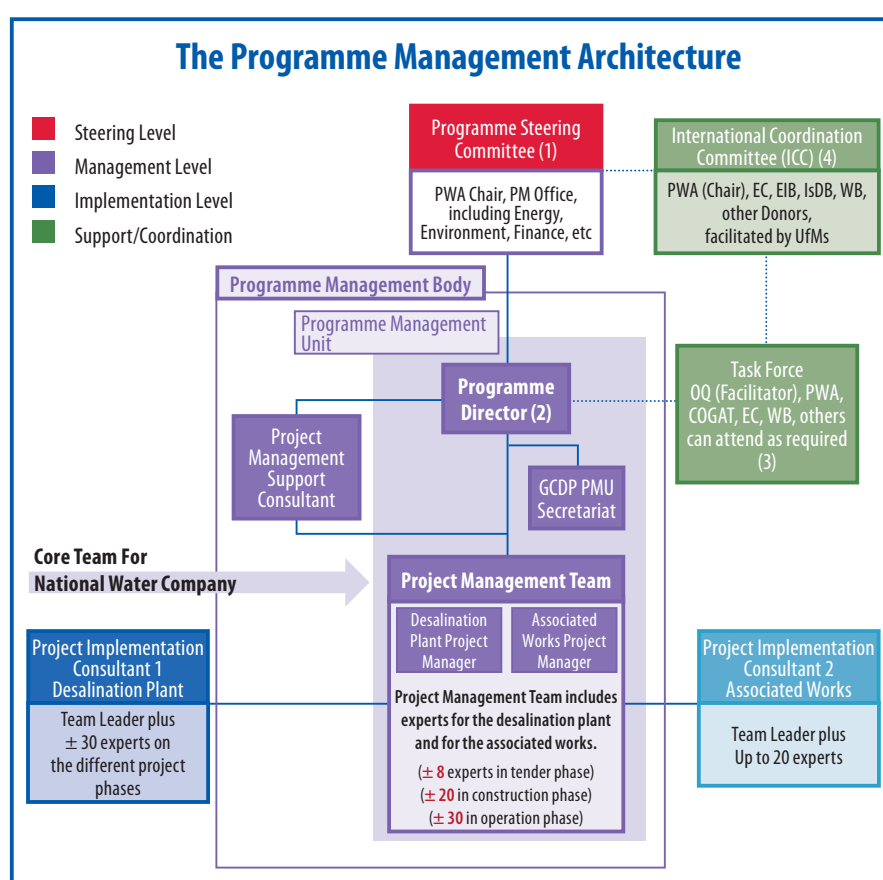 The Programme Management Architecture
Steering Level
Management Level
Implementation Level
Support/Coordination
Programme Steering
Committee (1)
PWA Chair, PM Office,
including Energy,
Environment, Finance, etc
International Coordination
Committee (ICC) (4)
PWA (Chair), EC, EIB, IsDB, WB,
other Donors,
facilitated by UfMs
Programme Management Body
Programme Management
Unit
Programme
Director (2)
Task Force
OQ (Facilitator), PWA,
COGAT, EC, WB, others
can attend as required
(3)
Project
Management
Support
Consultant
GCDP PMU
Secretariat
Core Team For
National Water Company
Project Management Team
Desalination
Plant Project
Manager
Associated
Works Project
Manager
Project Management Team includes
experts for the desalination plant
and for the associated works.
(± 8 experts in tender phase)
(± 20 in construction phase)
(± 30 in operation phase)
Project Implementation
Consultant 1
Desalination Plant
Team Leader plus
± 30 experts on
the different project
phases
Project Implementation
Consultant 2
Associated Works
Team Leader plus
Up to 20 experts